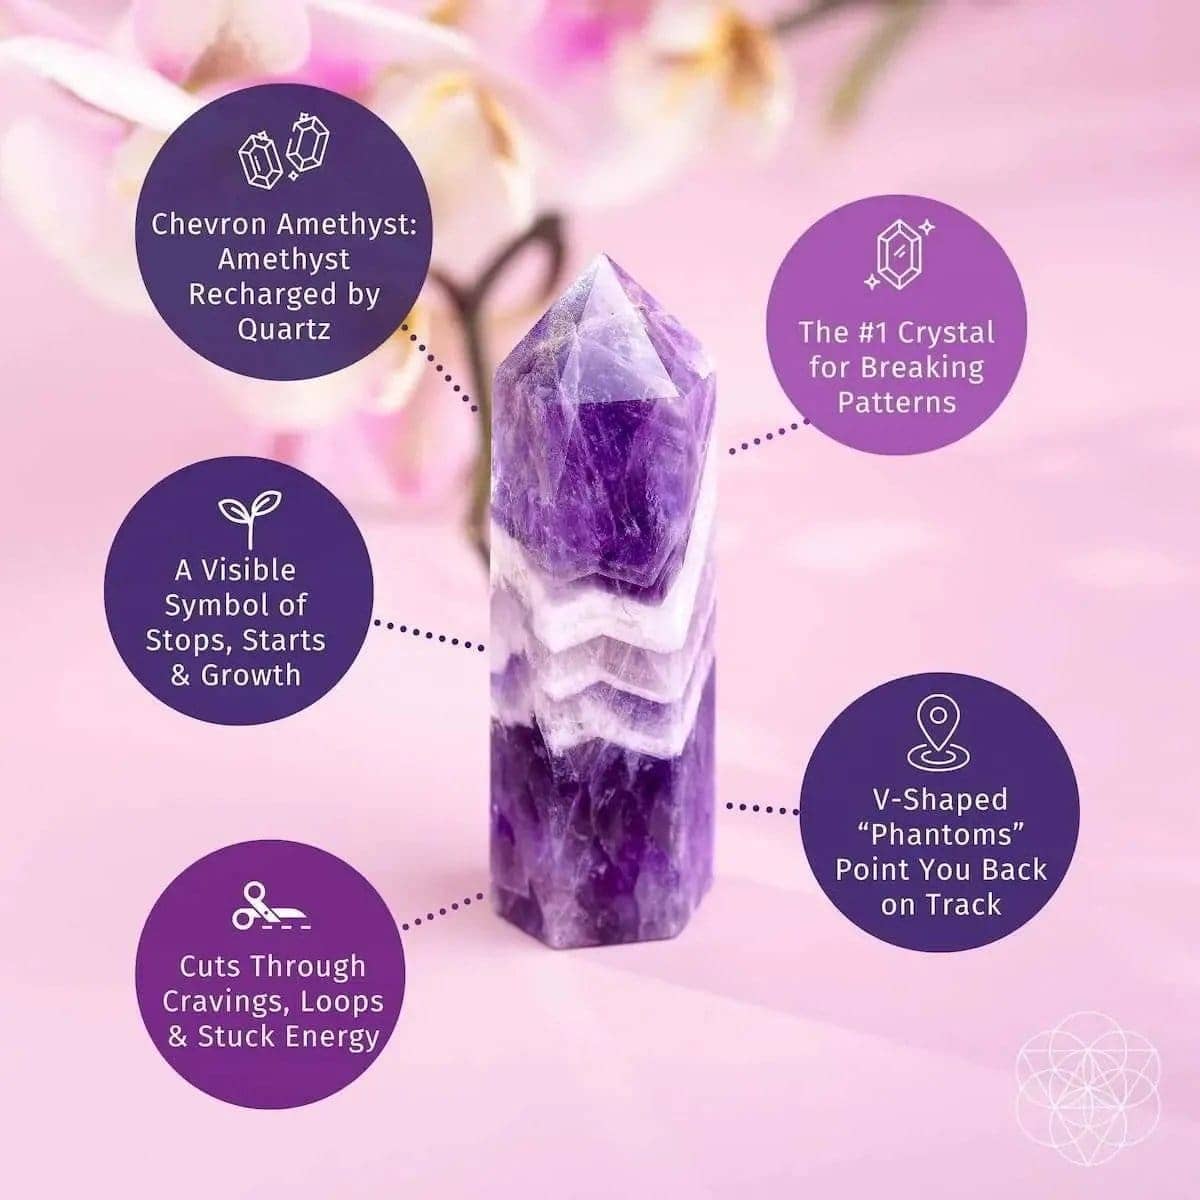 Chevron Amethyst:
Amethyst
Recharged by
Quartz
The #1 Crystal
for Breaking
Patterns
A Visible
Symbol of
Stops, Starts
& Growth
V-Shaped
“Phantoms”
Point You Back
on Track
Cuts Through
Cravings, Loops
& Stuck Energy